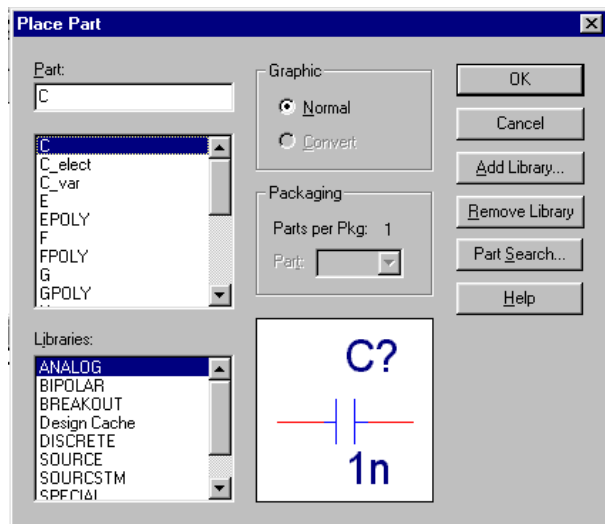 Place Part
Part:
C
C
C_elect
C_var
E
EPOLY
F
FPOLY
G
GPOLY
Libraries:
ANALOG
BIPOLAR
BREAKOUT
Design Cache
DISCRETE
SOURCE
SOURCSTM
SPECIAL
Graphic
Normal
Convert
Packaging
Parts per Pkg: 1
Part:
C?
1n
OK
Cancel
Add Library...
Remove Library
Part Search...
Help